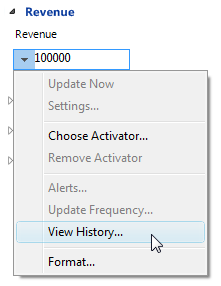 Revenue
Revenue
100000
Update Now
Settings...
Choose Activator...
Remove Activator
Alerts...
Update Frequency...
View History...
Format...